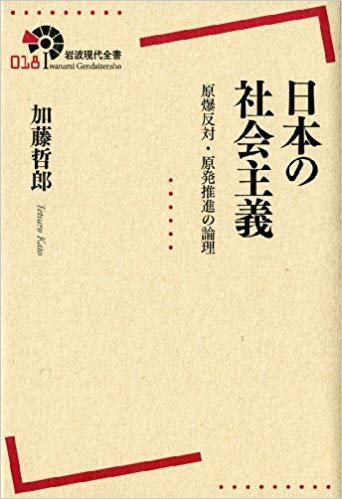 018
岩波現代全書
Iwanami Gendaizensho
日本の
社会主義
原爆反対・原発推進の論理
加藤哲郎
Tetsuro Kato